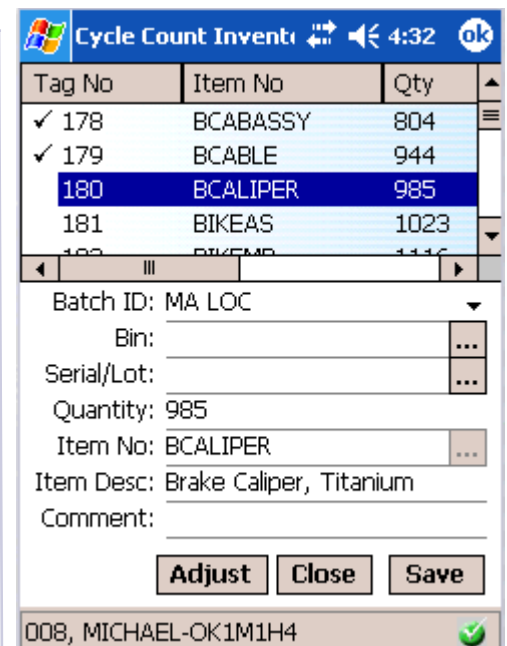 Cycle Count Invent 4:32 ok
Tag No Item No Qty
✓ 178 BCABASSY 804
✓ 179 BCABLE 944
180 BCALIPER 985
181 BIKEAS 1023
Batch ID: MA LOC
Bin: ...
Serial/Lot: ...
Quantity: 985
Item No: BCALIPER ...
Item Desc: Brake Caliper, Titanium
Comment:
Adjust Close Save
008, MICHAEL-OK1M1H4